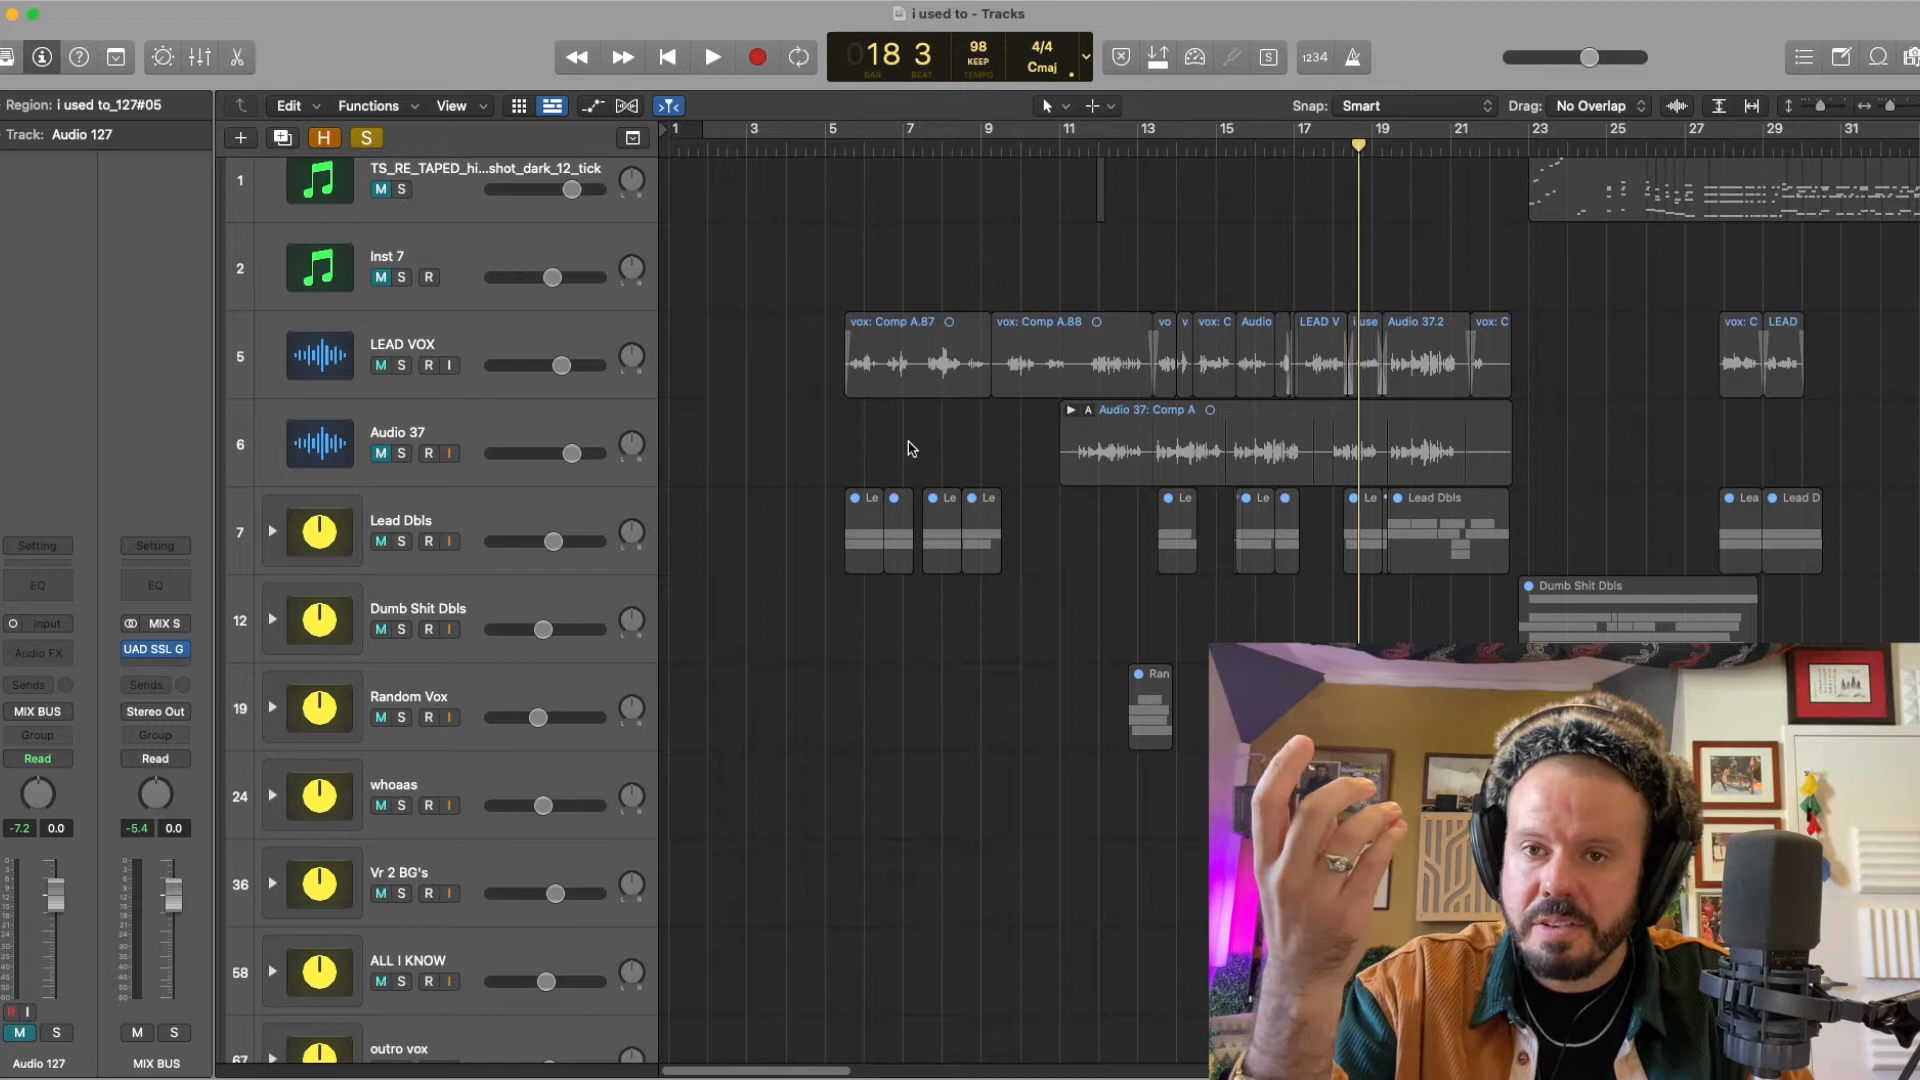 i used to - Tracks
018 3
BAR BEAT
98
KEEP
TEMPO
4/4
Cmaj
1234
Region: i used to_127#05
Track: Audio 127
Edit
Functions
View
Snap: Smart
Drag: No Overlap
H
S
1 3 5 7 9 11 13 15 17 19 21 23 25 27 29 31
1
TS_RE_TAPED_hi...shot_dark_12_tick
M S
2
Inst 7
M S R
5
LEAD VOX
M S R I
vox: Comp A.87
vox: Comp A.88
vo
v
vox: C
Audio
LEAD V
i use
Audio 37.2
vox: C
vox: C
LEAD
6
Audio 37
M S R I
A Audio 37: Comp A
7
Lead Dbls
M S R I
Le
Le
Le
Le
Le
Le
Lead Dbls
Lea
Lead D
12
Dumb Shit Dbls
M S R I
Dumb Shit Dbls
19
Random Vox
M S R I
Ran
24
whoaas
M S R I
36
Vr 2 BG's
M S R I
58
ALL I KNOW
M S R I
67
outro vox
Setting
EQ
Input
Audio FX
Sends
MIX BUS
Group
Read
-7.2 0.0
R I
M S
Audio 127
Setting
EQ
MIX S
UAD SSL G
Sends
Stereo Out
Group
Read
-5.4 0.0
M S
MIX BUS